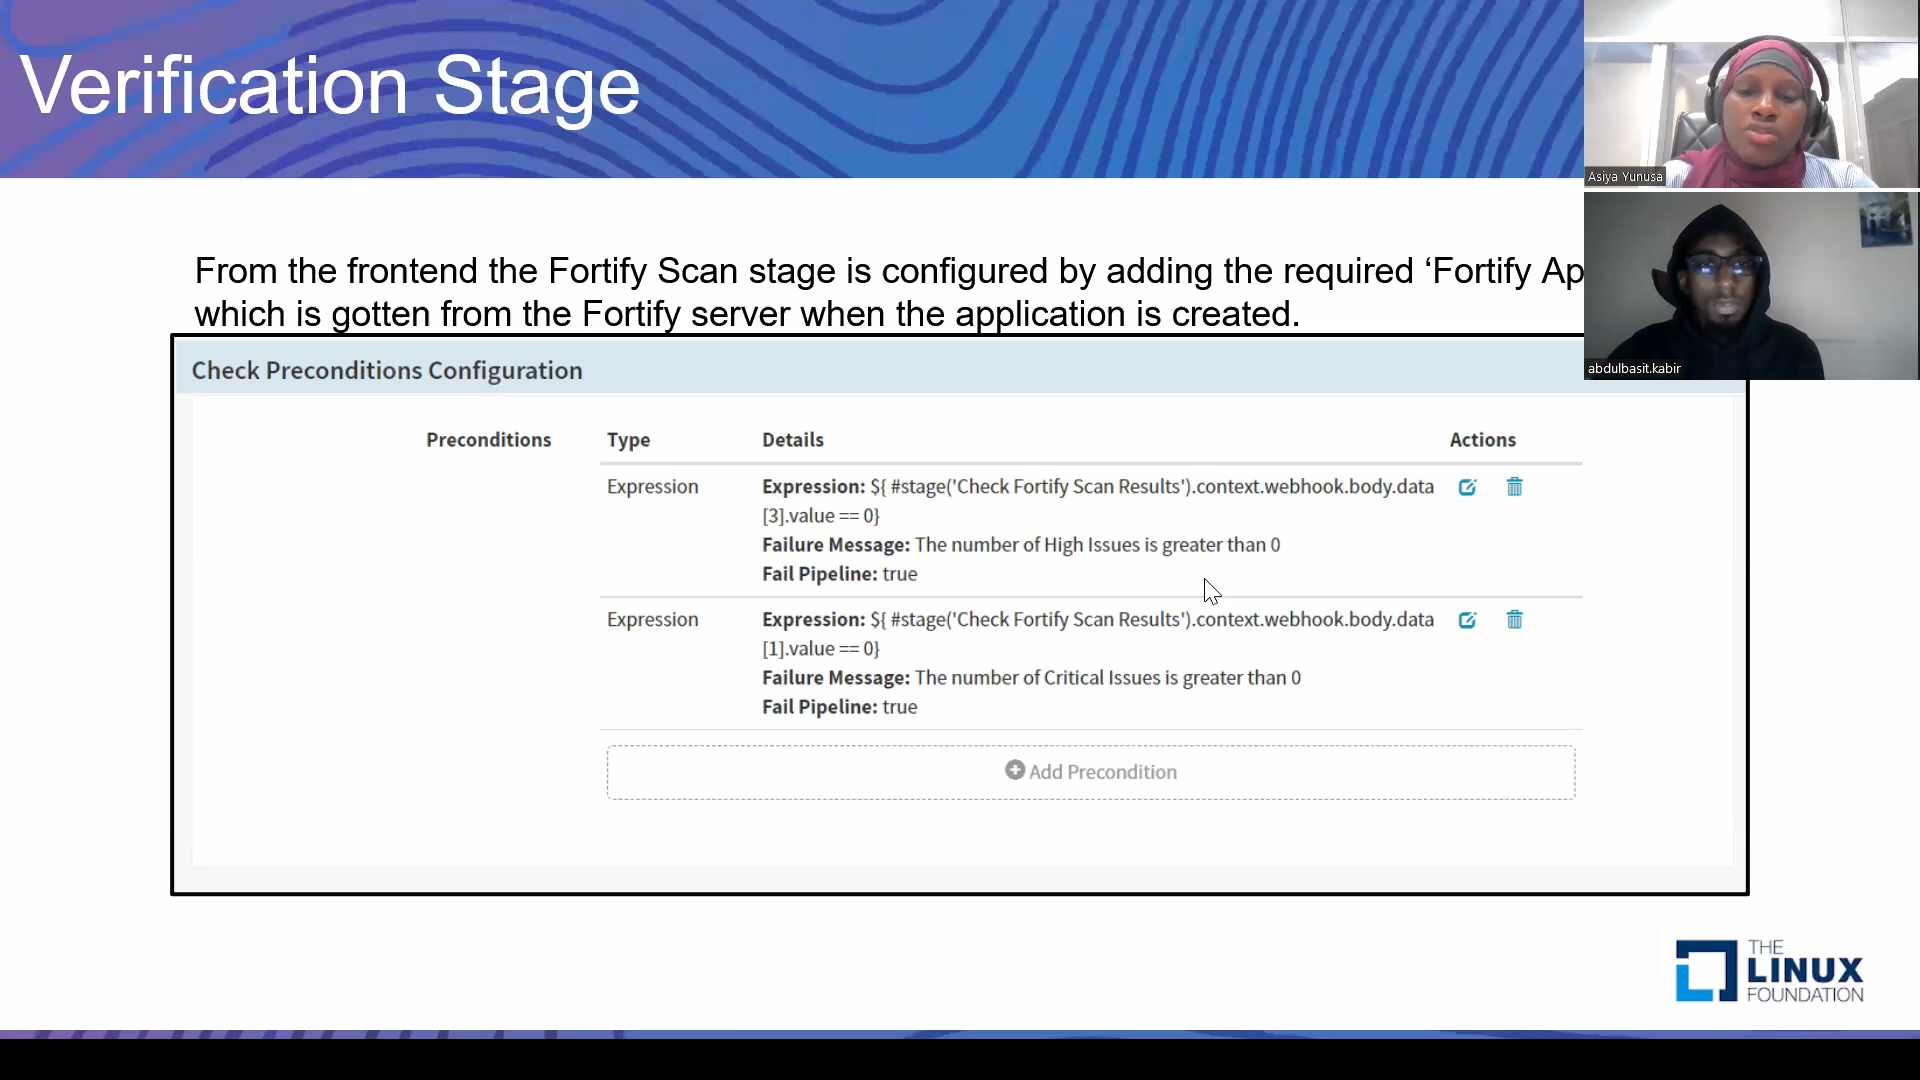 Verification Stage
Asiya Yunusa
From the frontend the Fortify Scan stage is configured by adding the required ‘Fortify Ap
which is gotten from the Fortify server when the application is created.
abdulbasit.kabir
Check Preconditions Configuration
Preconditions Type Details Actions
Expression Expression: ${ #stage('Check Fortify Scan Results').context.webhook.body.data
[3].value == 0}
Failure Message: The number of High Issues is greater than 0
Fail Pipeline: true
Expression Expression: ${ #stage('Check Fortify Scan Results').context.webhook.body.data
[1].value == 0}
Failure Message: The number of Critical Issues is greater than 0
Fail Pipeline: true
Add Precondition
THE
LINUX
FOUNDATION